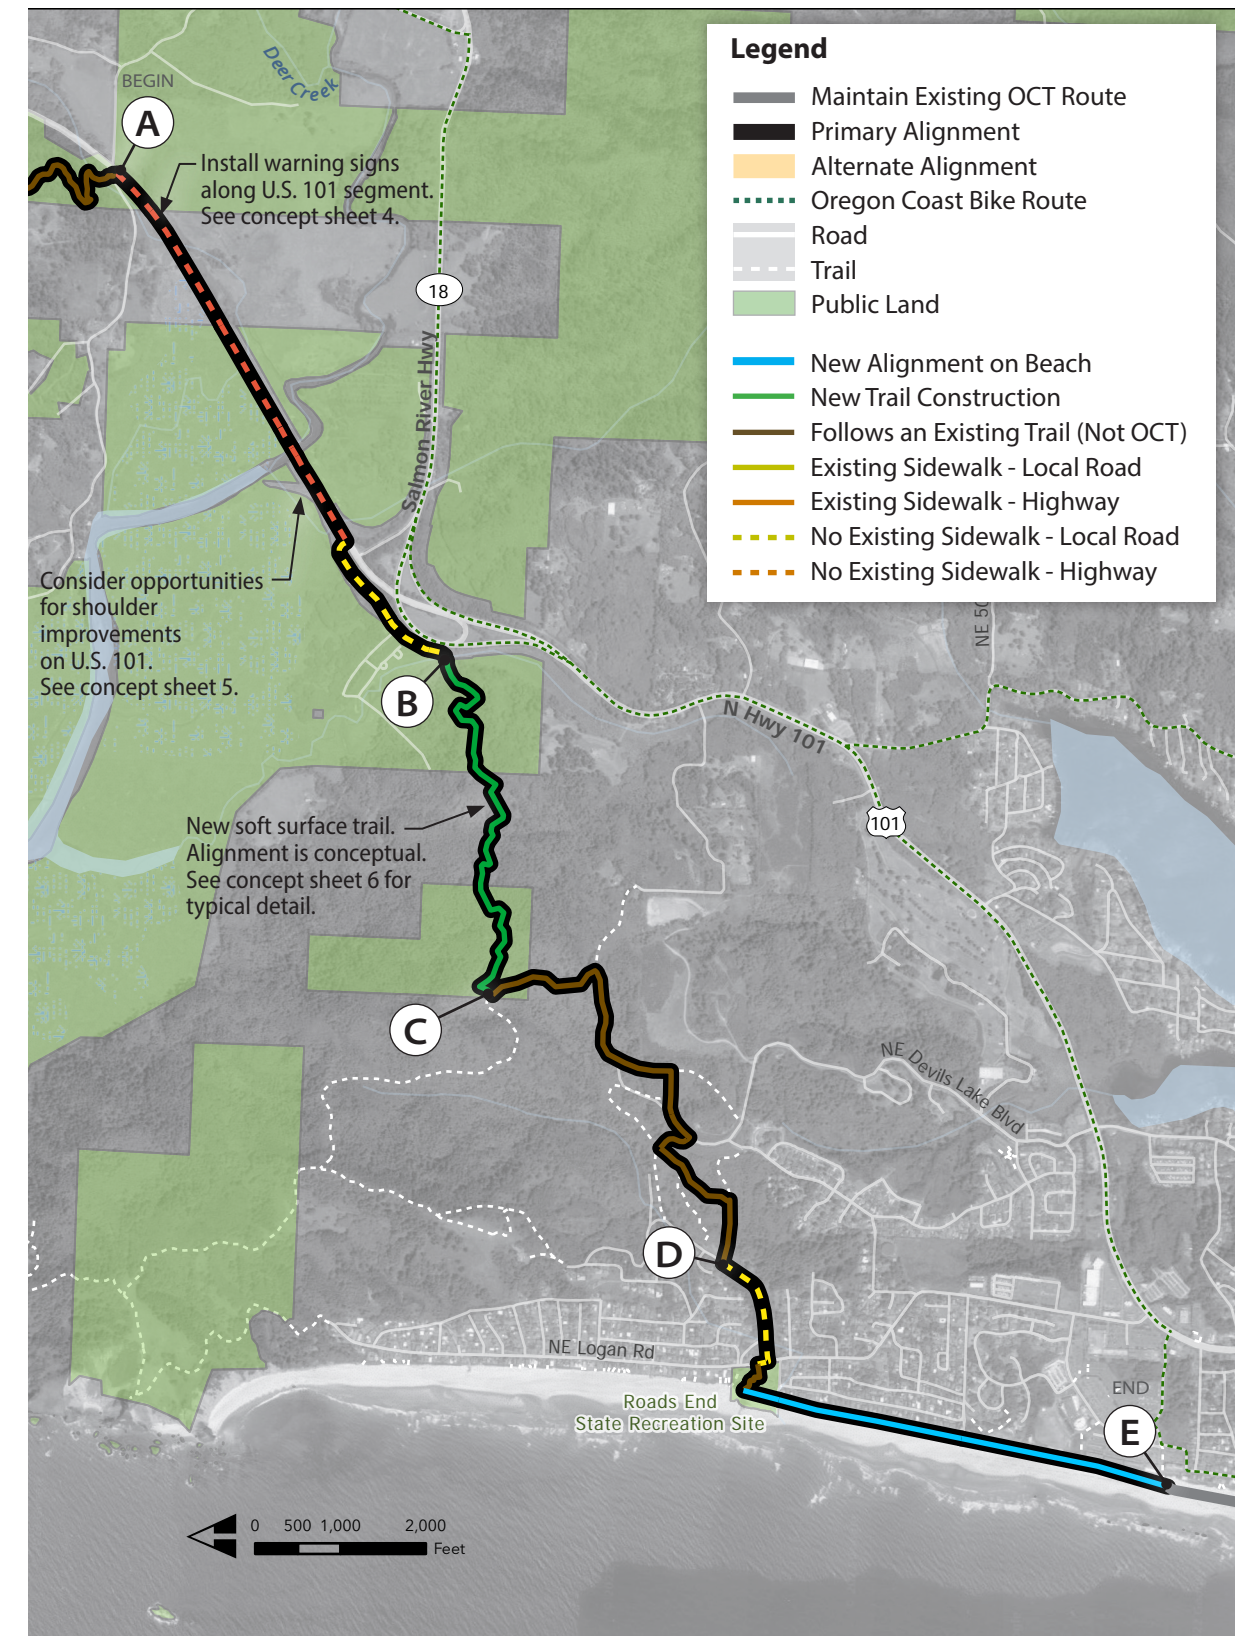 Legend
Maintain Existing OCT Route
Primary Alignment
Alternate Alignment
Oregon Coast Bike Route
Road
Trail
Public Land
New Alignment on Beach
New Trail Construction
Follows an Existing Trail (Not OCT)
Existing Sidewalk - Local Road
Existing Sidewalk - Highway
No Existing Sidewalk - Local Road
No Existing Sidewalk - Highway
Deer Creek
BEGIN
A
Install warning signs
along U.S. 101 segment.
See concept sheet 4.
18
Salmon River Hwy
Consider opportunities
for shoulder
improvements
on U.S. 101.
See concept sheet 5.
B
N Hwy 101
101
New soft surface trail.
Alignment is conceptual.
See concept sheet 6 for
typical detail.
C
NE Devils Lake Blvd
D
NE Logan Rd
Roads End
State Recreation Site
END
E
0 500 1,000 2,000
Feet